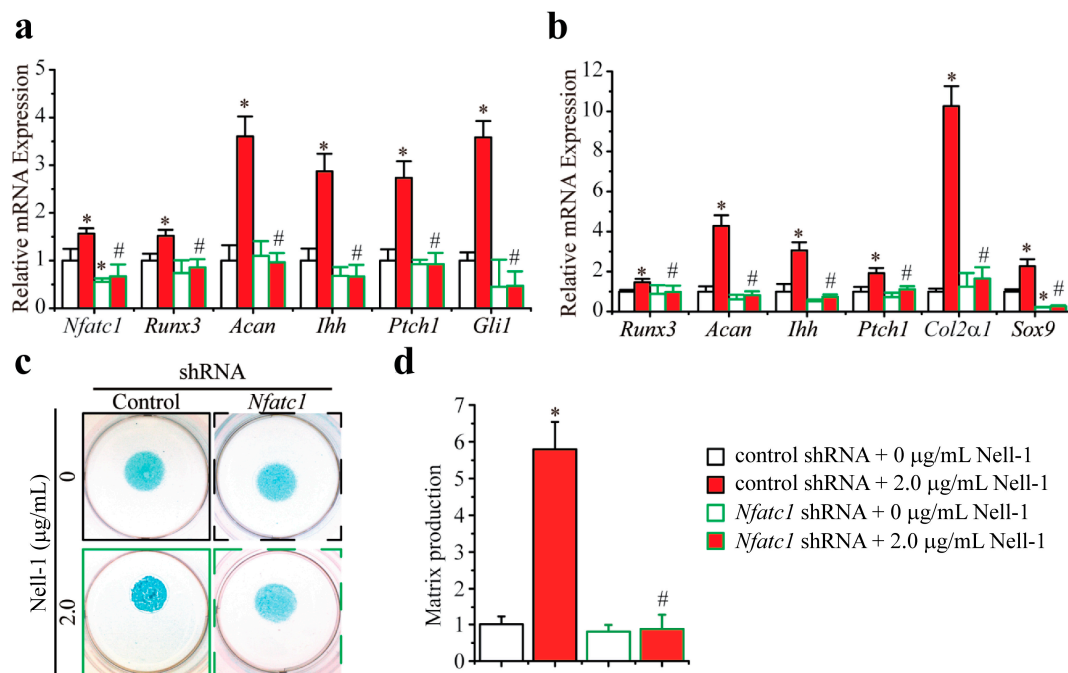 a
Relative mRNA Expression
5
4
3
2
1
0
* * * * * * * # # # # # #
Nfatc1 Runx3 Acan Ihh Ptch1 Gli1
b
Relative mRNA Expression
12
10
8
6
4
2
0
* * * * * * * # # # # # #
Runx3 Acan Ihh Ptch1 Col2α1 Sox9
c
shRNA
Control Nfatc1
Nell-1 (μg/mL)
0
2.0
d
Matrix production
7
6
5
4
3
2
1
0
* #
control shRNA + 0 μg/mL Nell-1
control shRNA + 2.0 μg/mL Nell-1
Nfatc1 shRNA + 0 μg/mL Nell-1
Nfatc1 shRNA + 2.0 μg/mL Nell-1